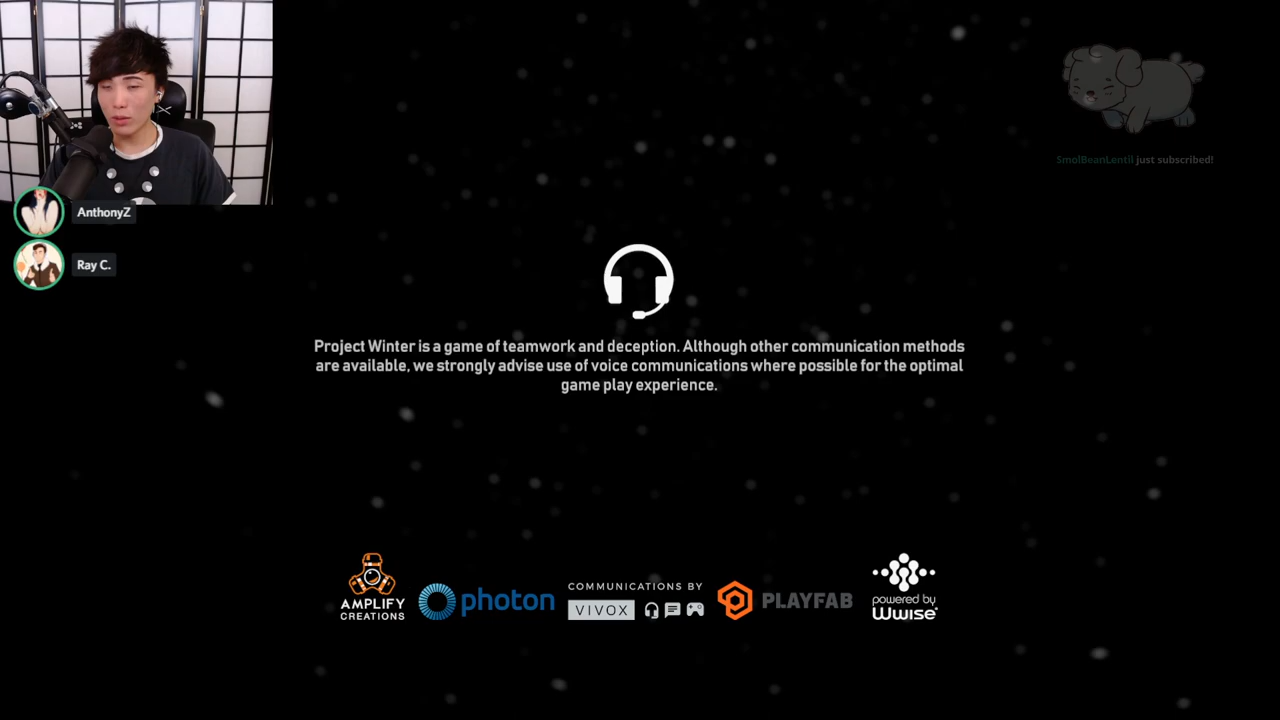 SmolBeanLentil just subscribed!
AnthonyZ
Ray C.
Project Winter is a game of teamwork and deception. Although other communication methods
are available, we strongly advise use of voice communications where possible for the optimal
game play experience.
AMPLIFY
CREATIONS
photon
COMMUNICATIONS BY
VIVOX
PLAYFAB
powered by
Wwise